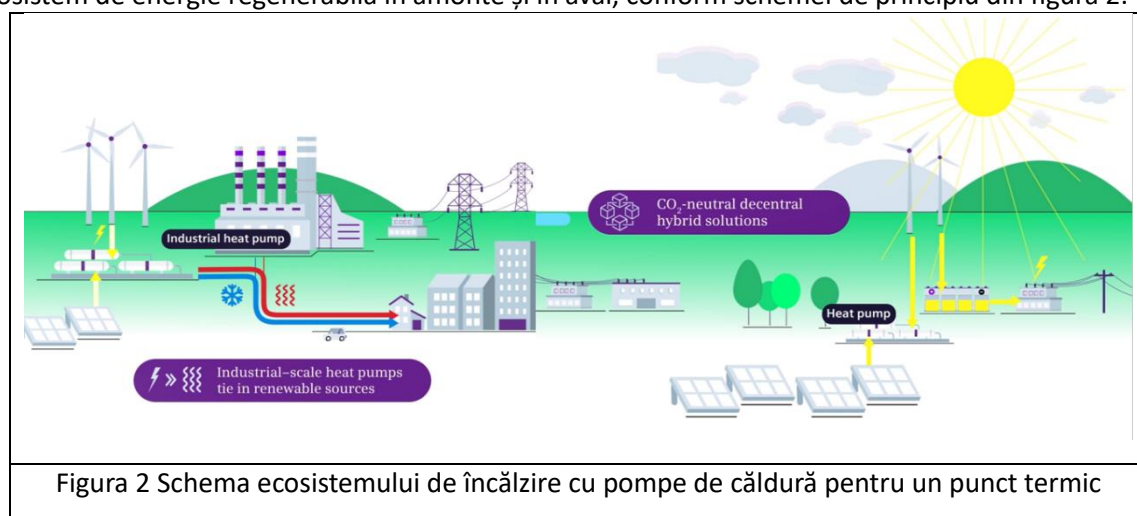 sistem de energie regenerabilă în amonte și în aval, conform schemei de principiu din figura 2.
Industrial heat pump
CO₂-neutral decentral
hybrid solutions
Heat pump
Industrial–scale heat pumps
tie in renewable sources
Figura 2 Schema ecosistemului de încălzire cu pompe de căldură pentru un punct termic